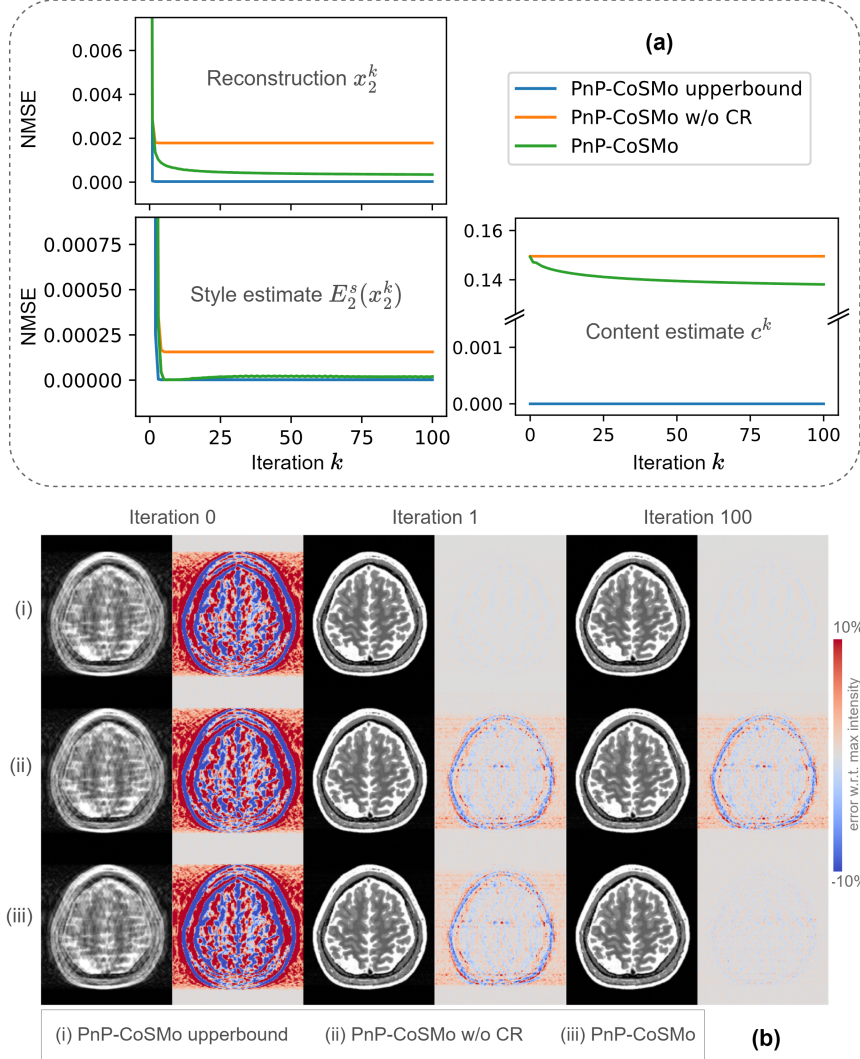 (a)
NMSE
0.006
0.004
0.002
0.000
Reconstruction $x_2^k$
PnP-CoSMo upperbound
PnP-CoSMo w/o CR
PnP-CoSMo
NMSE
0.00075
0.00050
0.00025
0.00000
Style estimate $E_2^s(x_2^k)$
0 25 50 75 100
Iteration k
0.16
0.14
0.001
0.000
Content estimate $c^k$
0 25 50 75 100
Iteration k
Iteration 0 Iteration 1 Iteration 100
(i)
(ii)
(iii)
10%
error w.r.t. max intensity
-10%
(i) PnP-CoSMo upperbound (ii) PnP-CoSMo w/o CR (iii) PnP-CoSMo
(b)